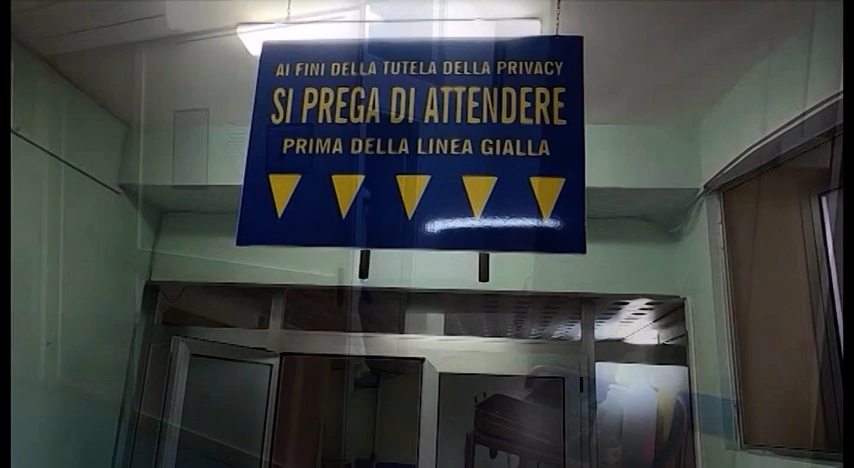 AI FINI DELLA TUTELA DELLA PRIVACY
SI PREGA DI ATTENDERE
PRIMA DELLA LINEA GIALLA